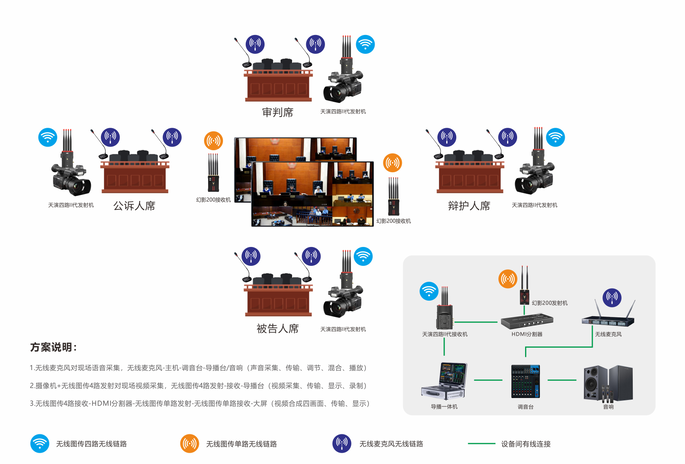 审判席
天演四路II代发射机
天演四路II代发射机
公诉人席
幻影200接收机
幻影200接收机
辩护人席
天演四路II代发射机
被告人席
天演四路II代发射机
幻影200发射机
天演四路II代接收机
HDMI分割器
无线麦克风
导播一体机
调音台
音响
方案说明：
1.无线麦克风对现场语音采集，无线麦克风-主机-调音台-导播台/音响（声音采集、传输、调节、混合、播放）
2.摄像机+无线图传4路发射对现场视频采集，无线图传4路发射-接收-导播台（视频采集、传输、显示、录制）
3.无线图传4路接收-HDMI分割器-无线图传单路发射-无线图传单路接收-大屏（视频合成四画面、传输、显示）
无线图传四路无线链路
无线图传单路无线链路
无线麦克风无线链路
设备间有线连接